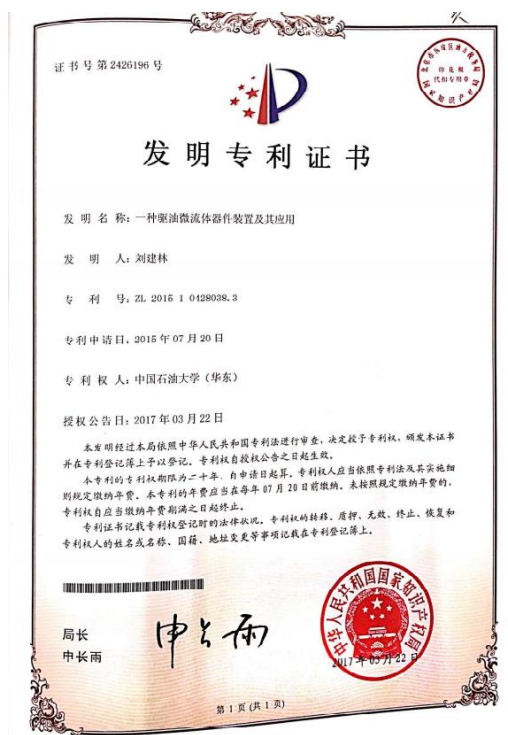 证书号第2426196号
印花税
代扣专用章
发明专利证书
发 明 名 称：一种驱油微流体器件装置及其应用
发 明 人：刘建林
专 利 号：ZL 2015 1 0428038.3
专利申请日：2015年07月20日
专 利 权 人：中国石油大学（华东）
授权公告日：2017年03月22日
本发明经过本局依照中华人民共和国专利法进行审查，决定授予专利权，颁发本证书
并在专利登记簿上予以登记。专利权自授权公告之日起生效。
本专利的专利权期限为二十年，自申请日起算。专利权人应当依照专利法及其实施细
则规定缴纳年费。本专利的年费应当在每年07月20日前缴纳。未按照规定缴纳年费的，
专利权自应当缴纳年费期满之日起终止。
专利证书记载专利权登记时的法律状况。专利权的转移、质押、无效、终止、恢复和
专利权人的姓名或名称、国籍、地址变更等事项记载在专利登记簿上。
局长
申长雨
申长雨
中华人民共和国国家知识产权局
2017年03月22日
第1页(共1页)